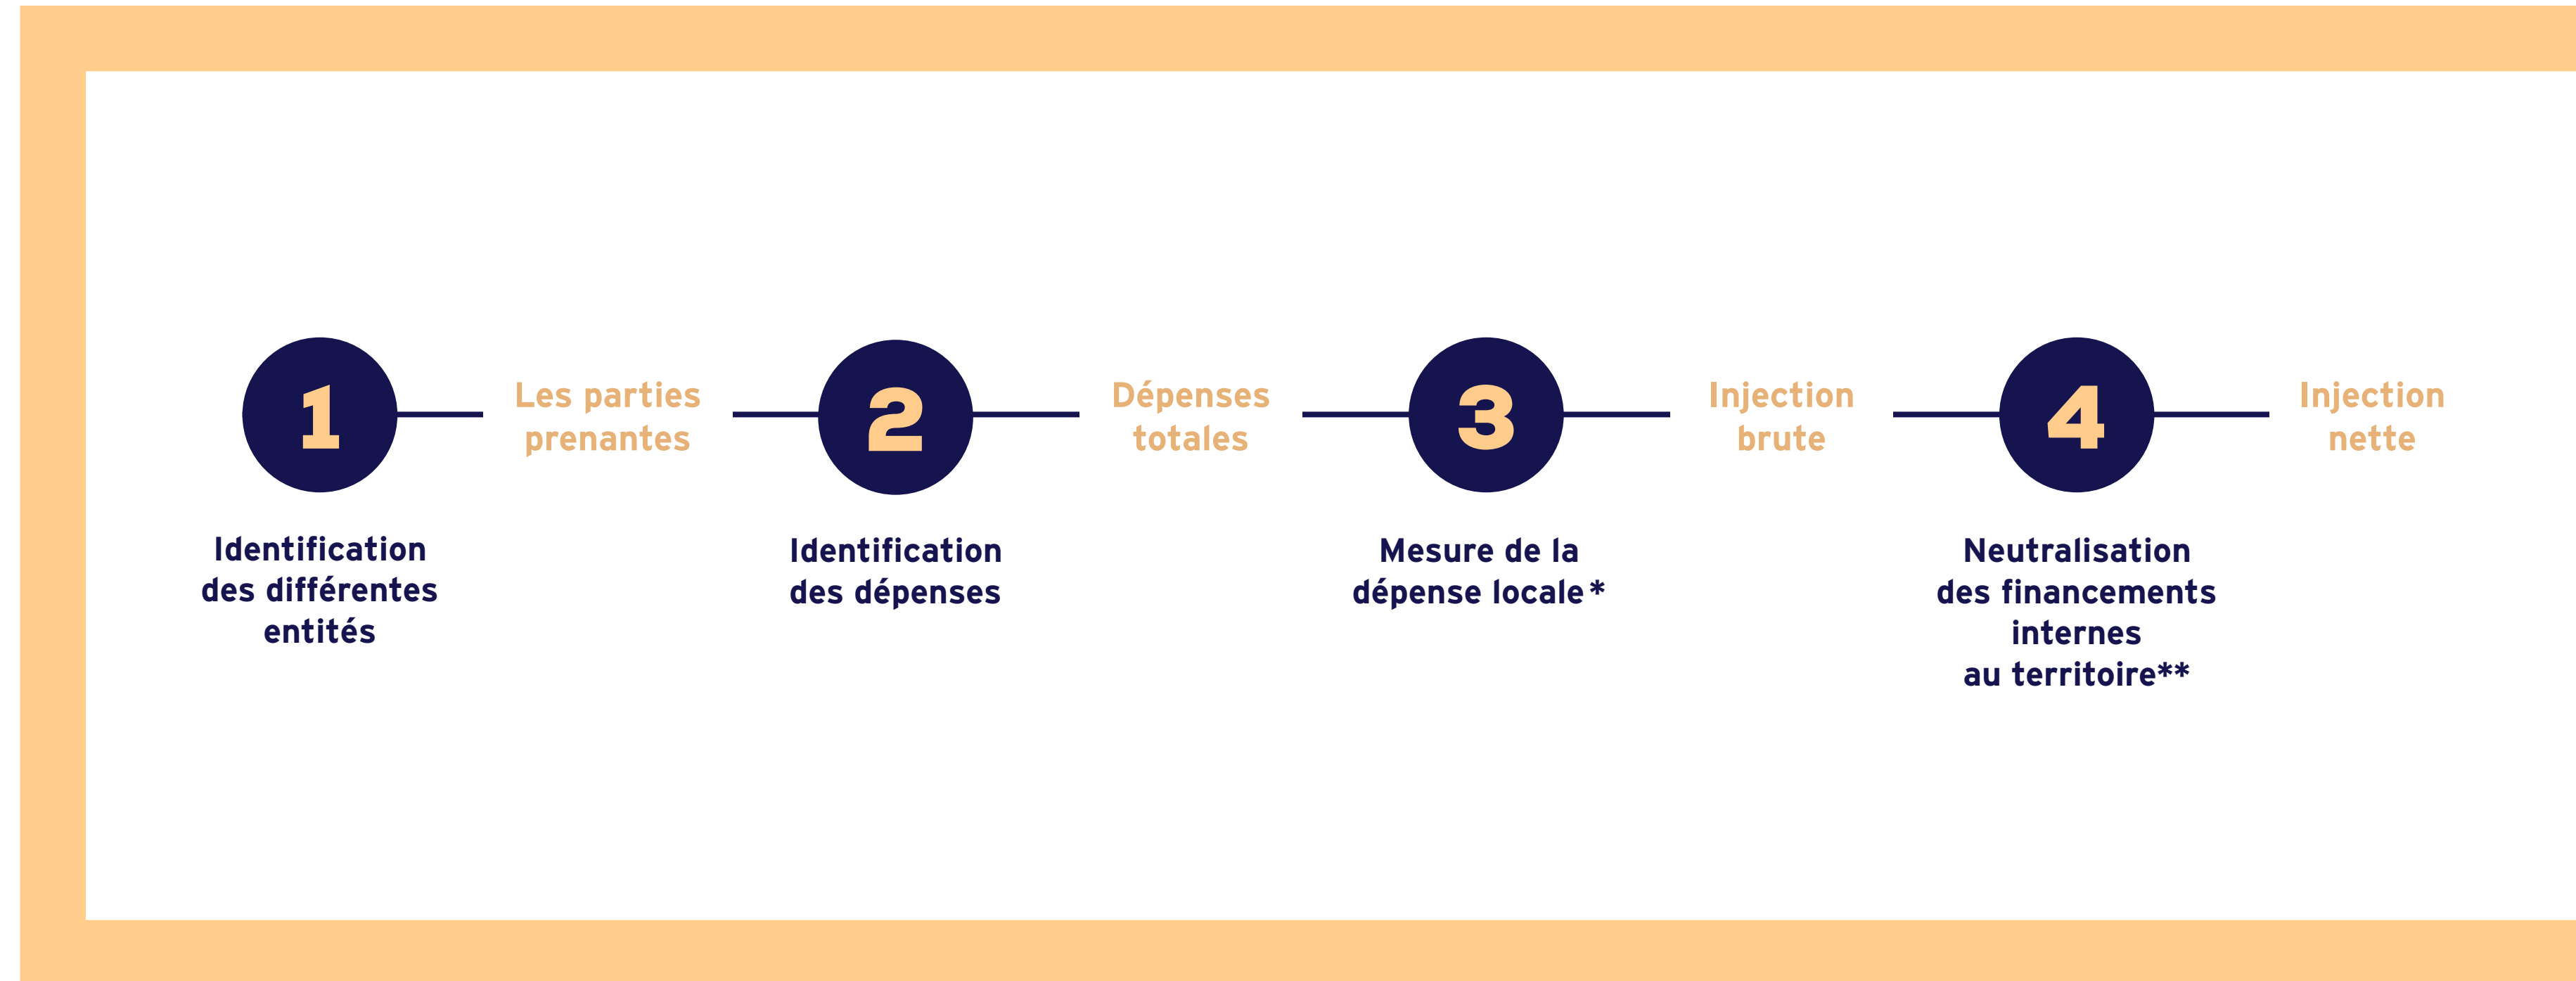 1
Les parties
prenantes
2
Dépenses
totales
3
Injection
brute
4
Injection
nette
Identification
des différentes
entités
Identification
des dépenses
Mesure de la
dépense locale*
Neutralisation
des financements
internes
au territoire**